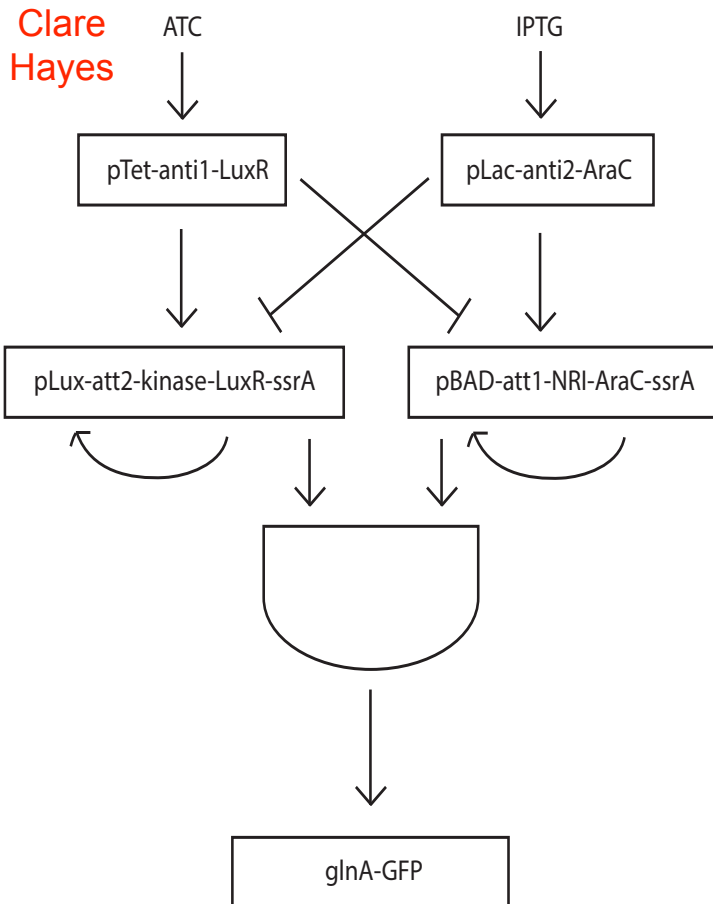 Clare
Hayes
ATC
IPTG
pTet-anti1-LuxR
pLac-anti2-AraC
pLux-att2-kinase-LuxR-ssrA
pBAD-att1-NRI-AraC-ssrA
glnA-GFP